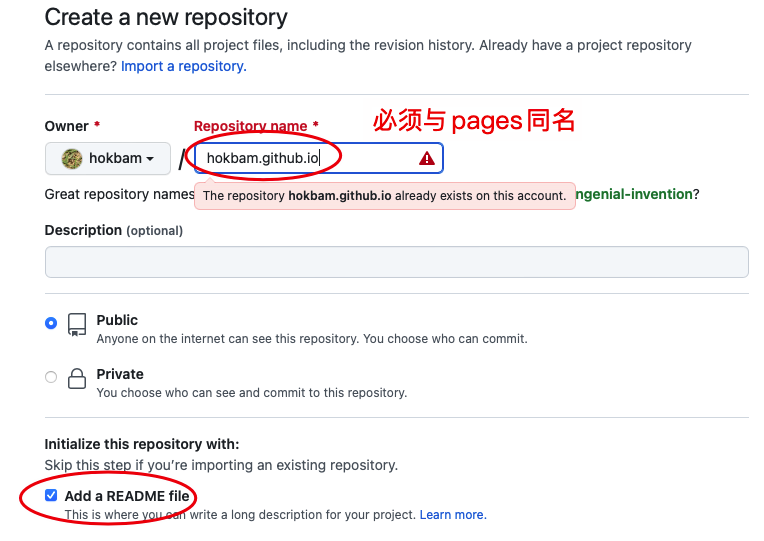 Create a new repository
A repository contains all project files, including the revision history. Already have a project repository
elsewhere? Import a repository.
Owner *
Repository name *
必须与 pages 同名
hokbam
/
hokbam.github.io
Great repository names
ngenial-invention?
The repository hokbam.github.io already exists on this account.
Description (optional)
Public
Anyone on the internet can see this repository. You choose who can commit.
Private
You choose who can see and commit to this repository.
Initialize this repository with:
Skip this step if you're importing an existing repository.
Add a README file
This is where you can write a long description for your project. Learn more.